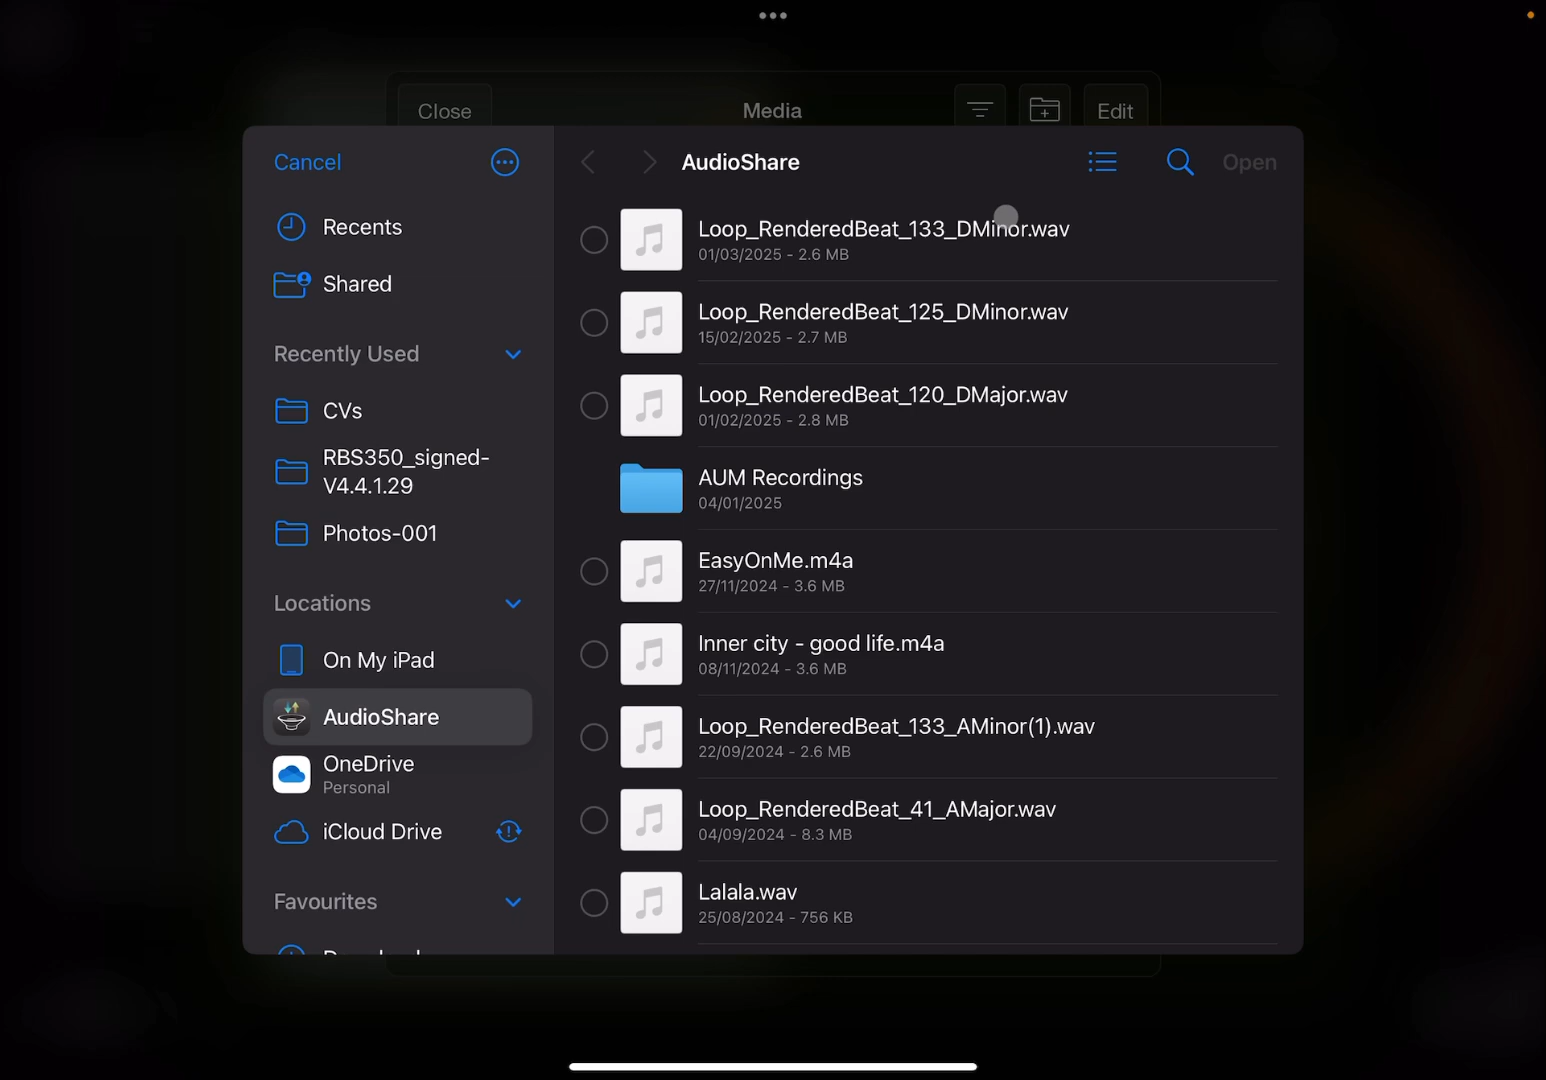 Close
Media
Edit
Cancel
Recents
Shared
Recently Used
CVs
RBS350_signed-
V4.4.1.29
Photos-001
Locations
On My iPad
AudioShare
OneDrive
Personal
iCloud Drive
Favourites
AudioShare
Open
Loop_RenderedBeat_133_DMinor.wav
01/03/2025 - 2.6 MB
Loop_RenderedBeat_125_DMinor.wav
15/02/2025 - 2.7 MB
Loop_RenderedBeat_120_DMajor.wav
01/02/2025 - 2.8 MB
AUM Recordings
04/01/2025
EasyOnMe.m4a
27/11/2024 - 3.6 MB
Inner city - good life.m4a
08/11/2024 - 3.6 MB
Loop_RenderedBeat_133_AMinor(1).wav
22/09/2024 - 2.6 MB
Loop_RenderedBeat_41_AMajor.wav
04/09/2024 - 8.3 MB
Lalala.wav
25/08/2024 - 756 KB